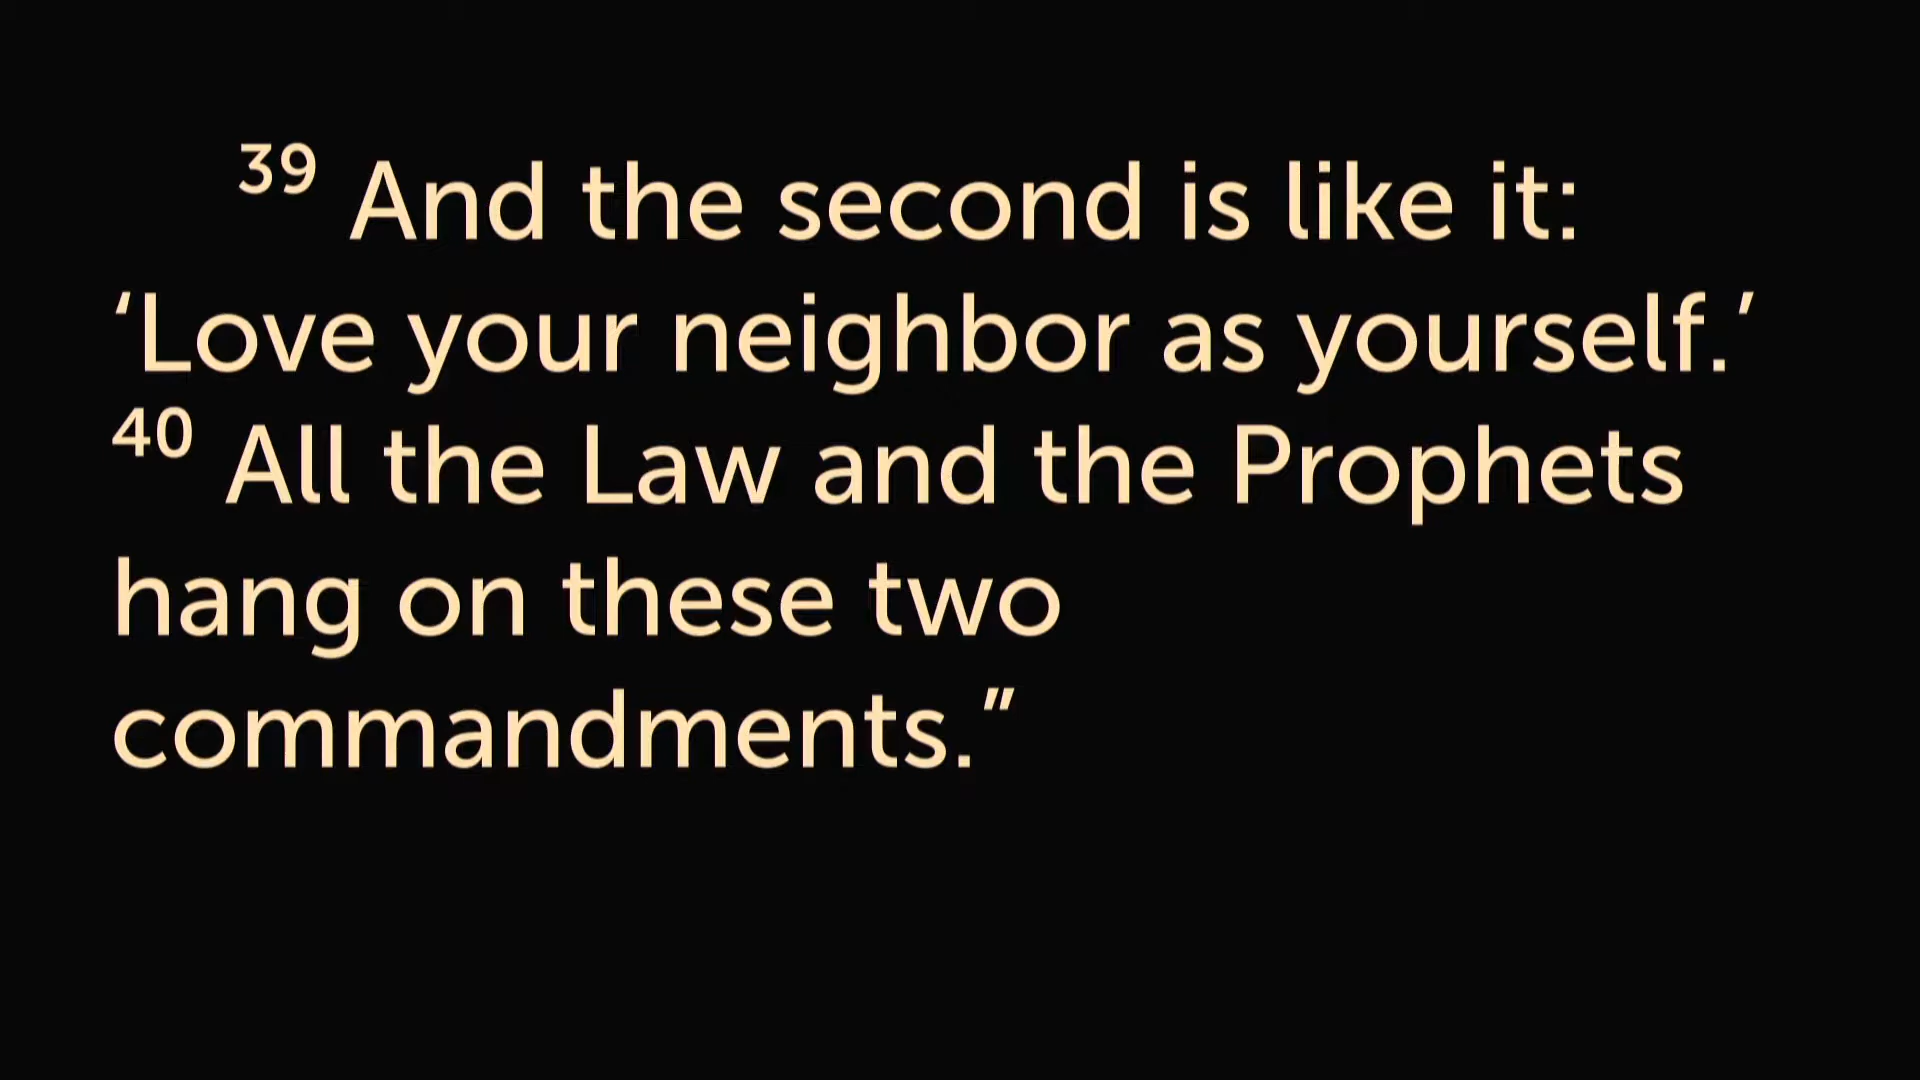 ³⁹ And the second is like it:
‘Love your neighbor as yourself.’
⁴⁰ All the Law and the Prophets
hang on these two
commandments.”